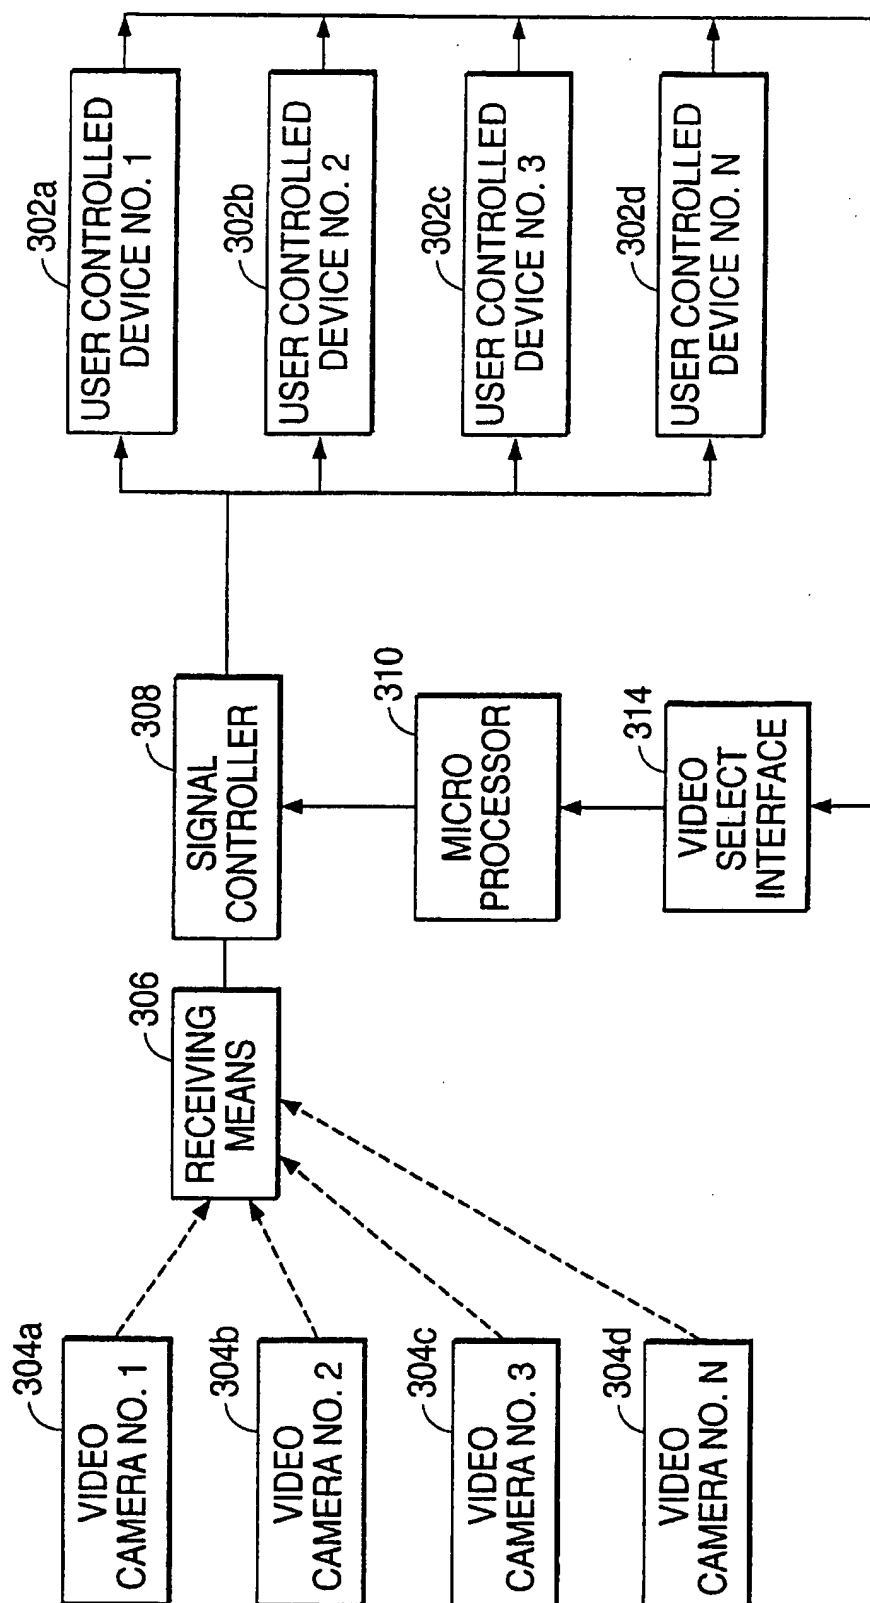 304a
VIDEO
CAMERA NO. 1
304b
VIDEO
CAMERA NO. 2
304c
VIDEO
CAMERA NO. 3
304d
VIDEO
CAMERA NO. N
306
RECEIVING
MEANS
308
SIGNAL
CONTROLLER
310
MICRO
PROCESSOR
314
VIDEO
SELECT
INTERFACE
302a
USER CONTROLLED
DEVICE NO. 1
302b
USER CONTROLLED
DEVICE NO. 2
302c
USER CONTROLLED
DEVICE NO. 3
302d
USER CONTROLLED
DEVICE NO. N